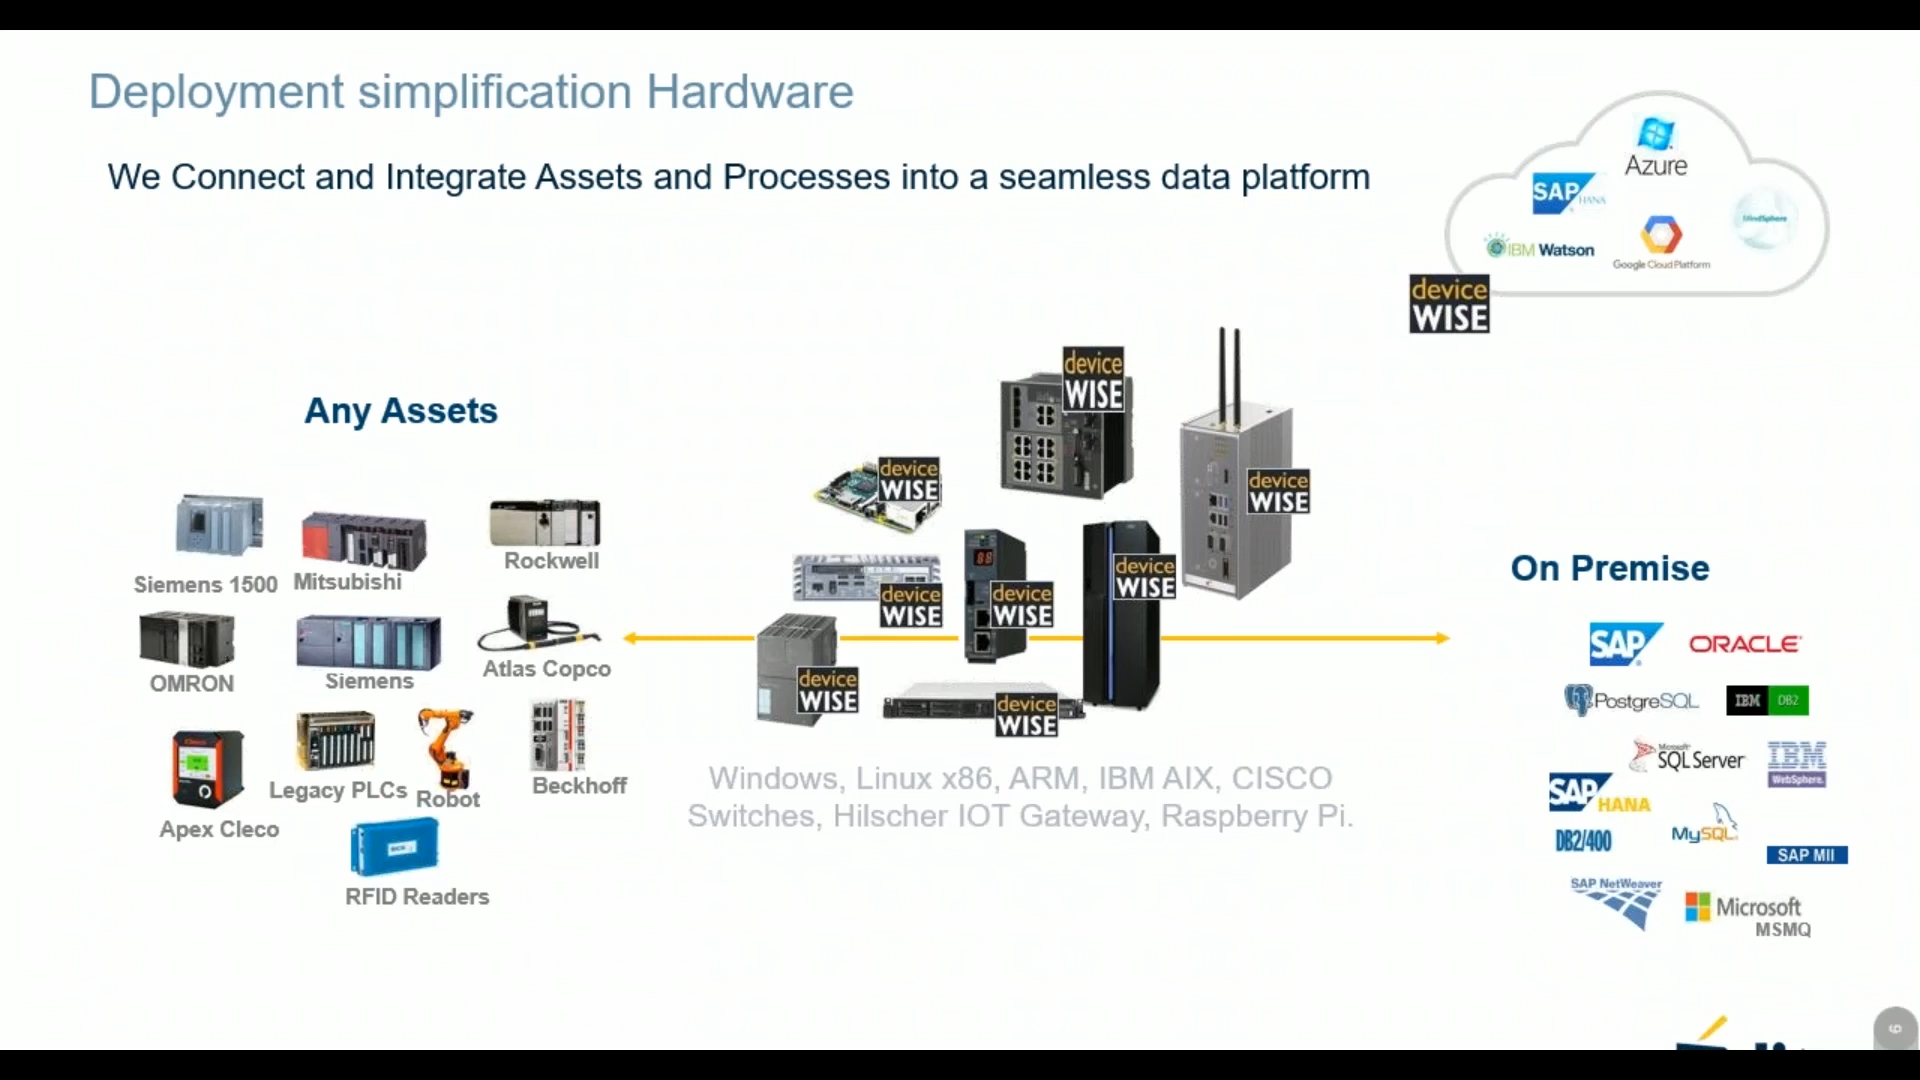 Deployment simplification Hardware
We Connect and Integrate Assets and Processes into a seamless data platform
Azure
SAP HANA
MindSphere
IBM Watson
Google Cloud Platform
device
WISE
Any Assets
device
WISE
device
WISE
device
WISE
Siemens 1500
Mitsubishi
Rockwell
device
WISE
device
WISE
device
WISE
On Premise
OMRON
Siemens
Atlas Copco
device
WISE
device
WISE
SAP
ORACLE
PostgreSQL
IBM DB2
Microsoft
SQL Server
IBM
WebSphere.
Apex Cleco
Legacy PLCs
Robot
Beckhoff
RFID Readers
Windows, Linux x86, ARM, IBM AIX, CISCO
Switches, Hilscher IOT Gateway, Raspberry Pi.
SAP HANA
DB2/400
MySQL
SAP MII
SAP NetWeaver
Microsoft
MSMQ